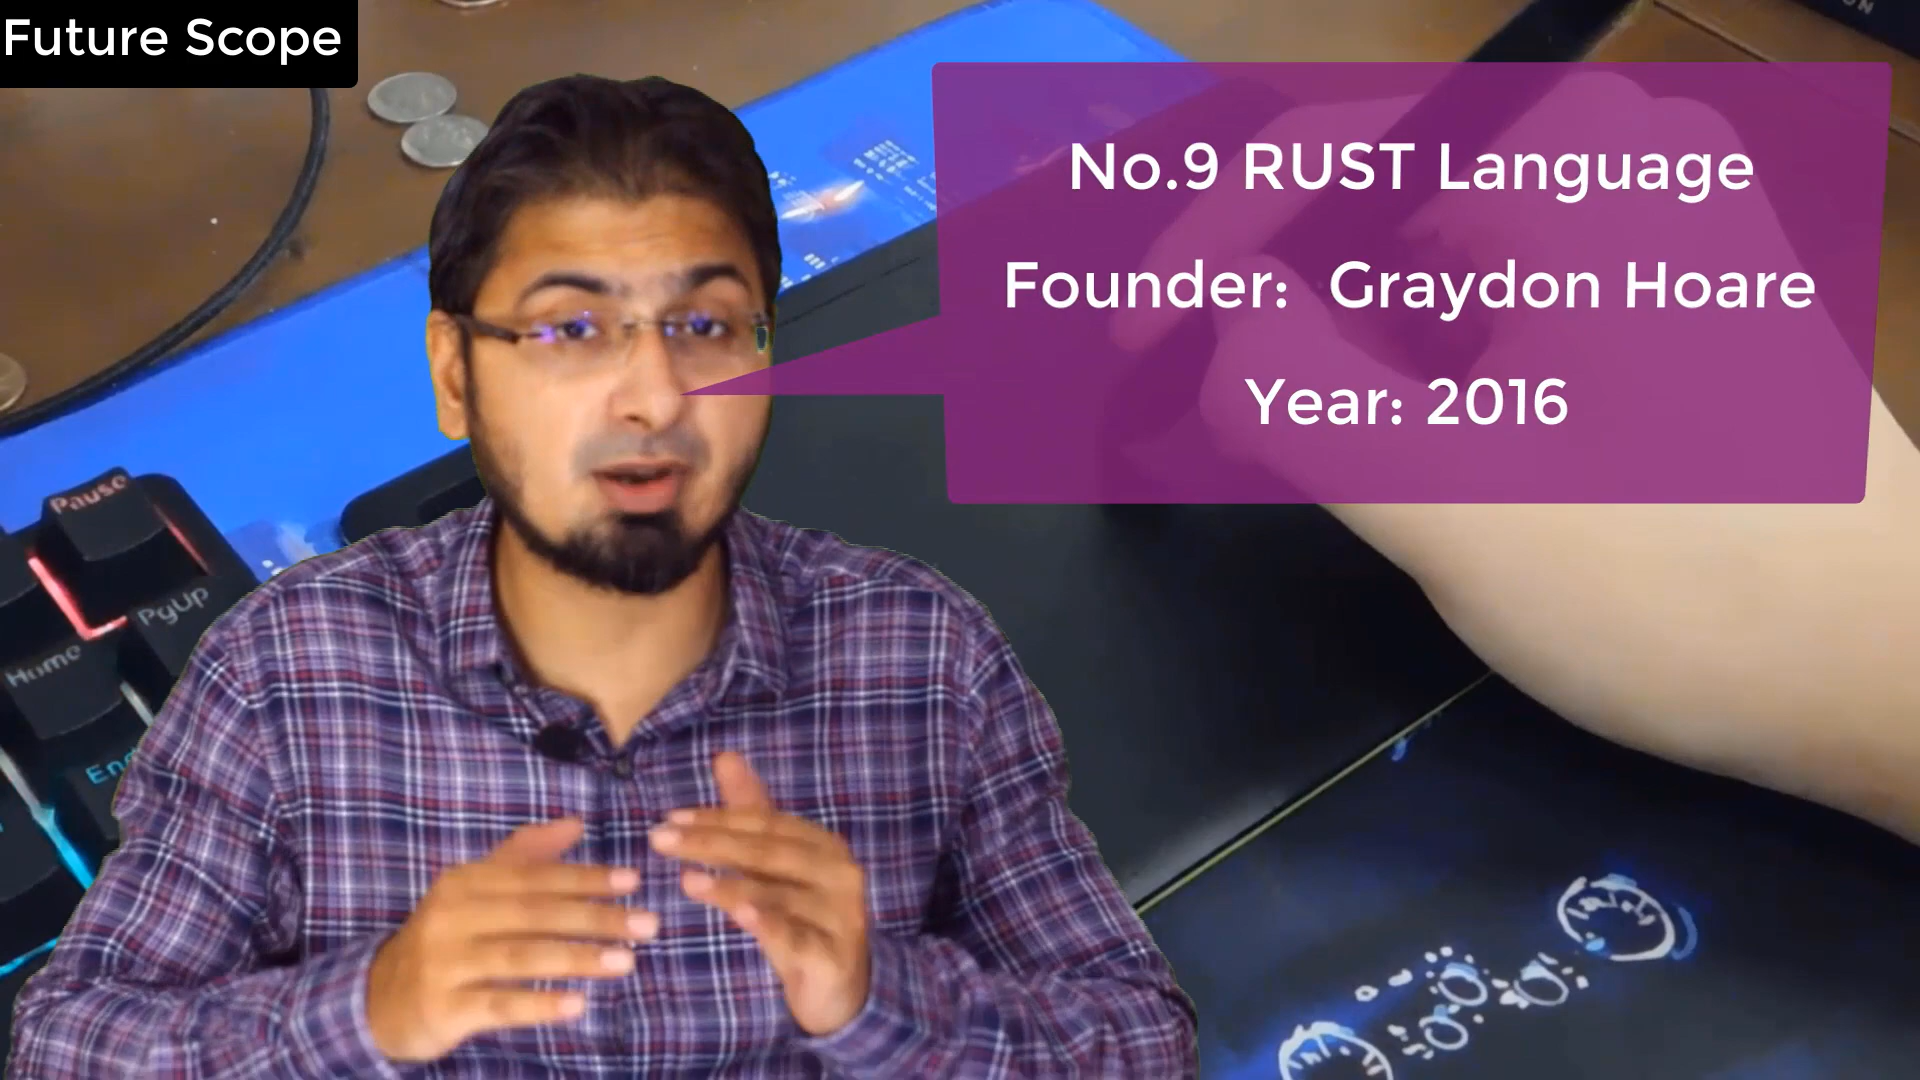 Future Scope
No.9 RUST Language
Founder: Graydon Hoare
Year: 2016
Pause
PgUp
Home